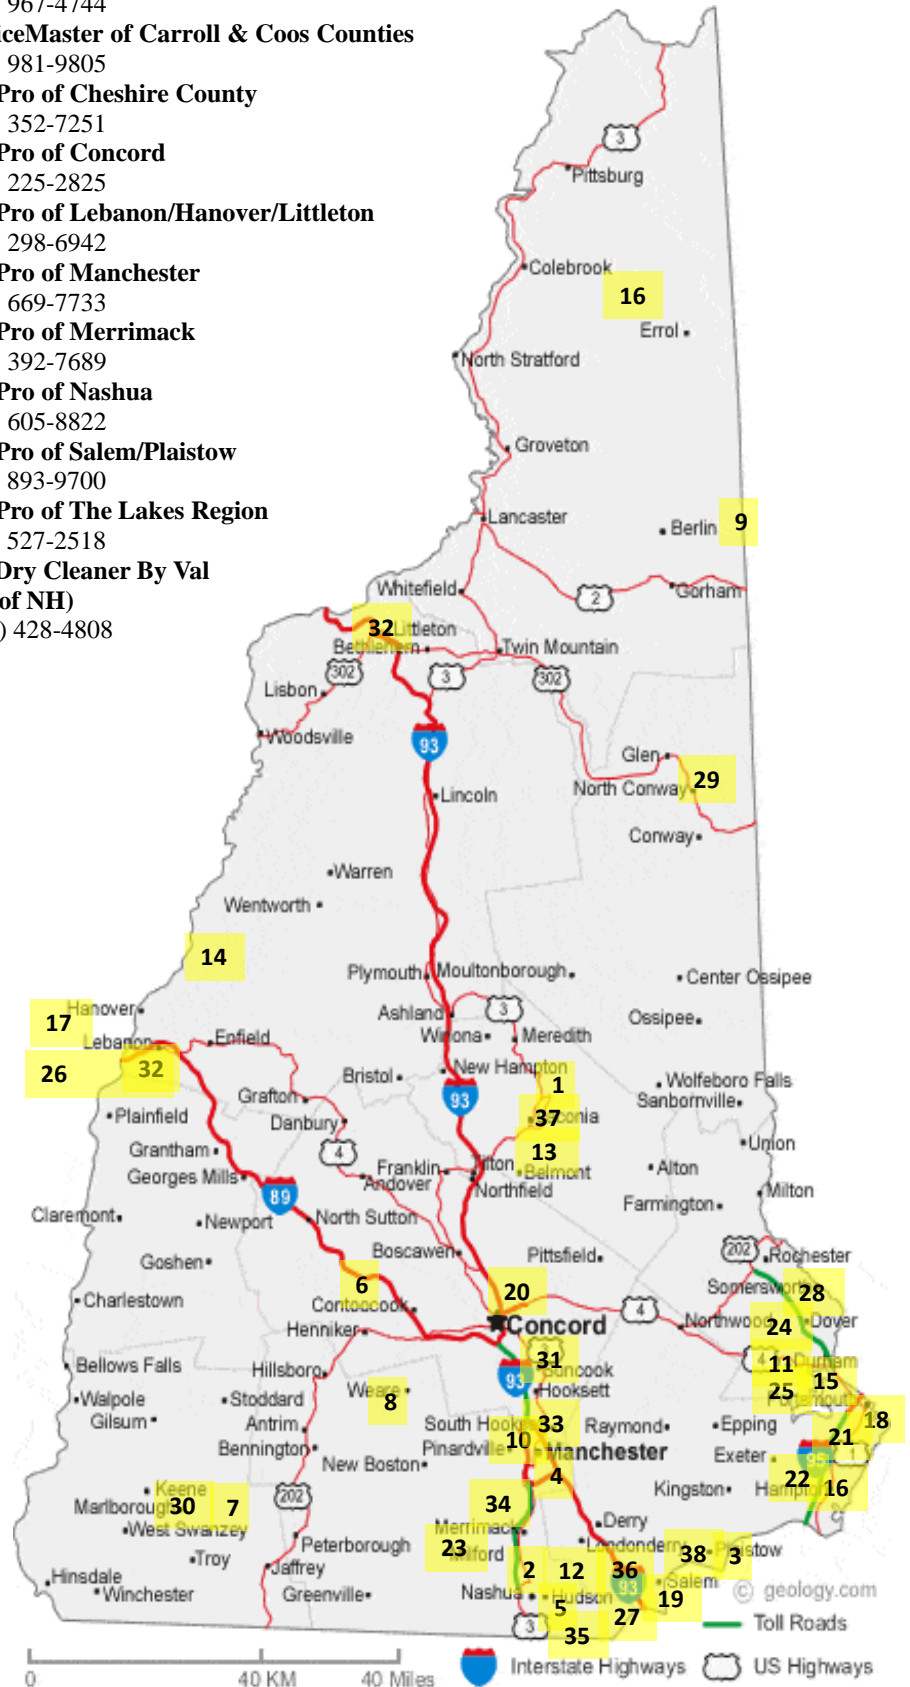 967-4744
iceMaster of Carroll & Coos Counties
981-9805
Pro of Cheshire County
352-7251
Pro of Concord
225-2825
Pro of Lebanon/Hanover/Littleton
298-6942
Pro of Manchester
669-7733
Pro of Merrimack
392-7689
Pro of Nashua
605-8822
Pro of Salem/Plaistow
893-9700
Pro of The Lakes Region
527-2518
Dry Cleaner By Val
of NH)
) 428-4808
3
Pittsburg
Colebrook
16
Errol
North Stratford
Groveton
Lancaster
Berlin 9
Whitefield
2
Gorham
32 Littleton
Bethlehem
Twin Mountain
302
3
302
Lisbon
Woodsville
93
Glen
29
North Conway
Lincoln
Conway
Warren
Wentworth
14
Plymouth
Moultonborough
Center Ossipee
Hanover
17
Ashland
3
Ossipee
Lebanon
Enfield
Winona
Meredith
26
32
Bristol
New Hampton
1
Wolfeboro Falls
Grafton
93
Sanbornville
Plainfield
Danbury
37
Laconia
Grantham
4
13
Union
Georges Mills
Franklin
Tilton
Belmont
Alton
Andover
Northfield
89
Milton
Claremont
Newport
North Sutton
Farmington
Boscawen
Pittsfield
202
Rochester
Goshen
6
20
Somersworth
28
Charlestown
Contoocook
4
Northwood
24
Dover
Henniker
Concord
Bellows Falls
Hillsboro
31
Suncook
4
11
Durham
93
15
Walpole
Stoddard
Weare
8
Hooksett
25
Portsmouth
Gilsum
Antrim
South Hooksett
33
Raymond
Epping
18
Bennington
Pinardville
10
Manchester
21
1
New Boston
4
Exeter
95
Keene
202
Kingston
22
Hampton
16
Marlborough
30
7
34
West Swanzey
Merrimack
Derry
Peterborough
23
Milford
Londonderry
38
Plaistow
3
Troy
Jaffrey
2
12
36
Hinsdale
93
Salem
Winchester
Greenville
Nashua
Hudson
19
© geology.com
5
27
3
35
Toll Roads
0
40 KM
40 Miles
Interstate Highways
US Highways